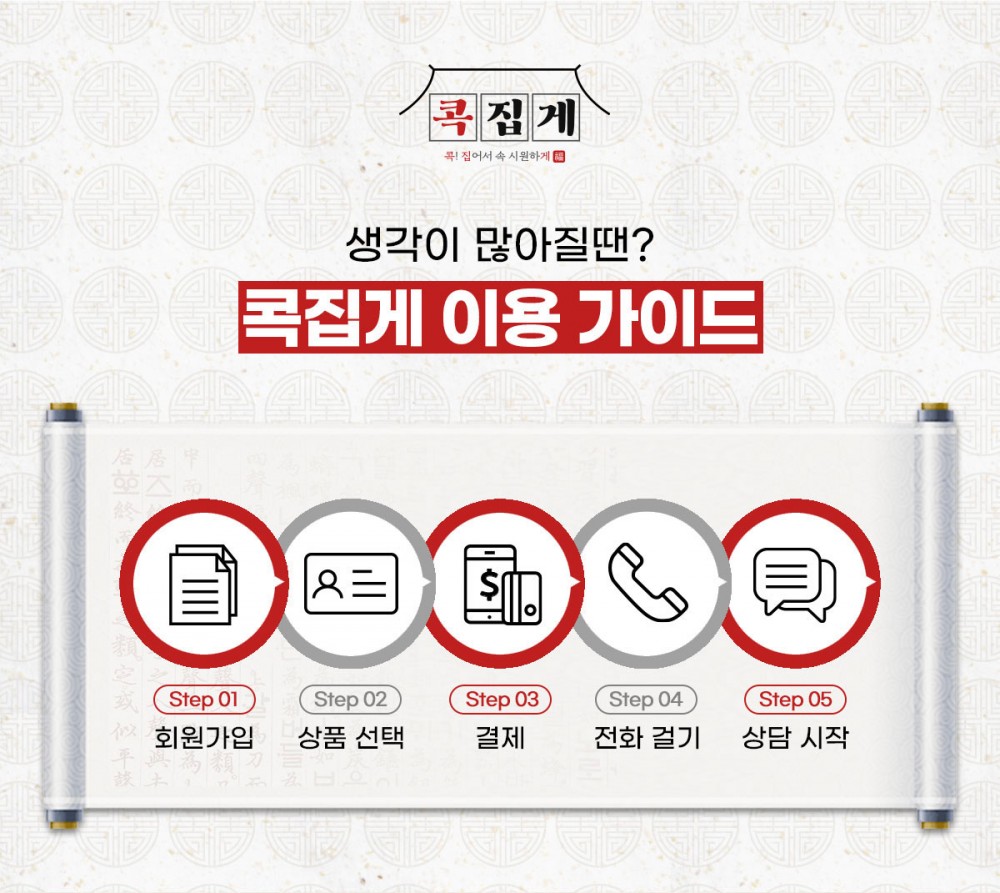 콕집게
콕! 집어서 속 시원하게 福
생각이 많아질땐?
콕집게 이용 가이드
$
Step 01
Step 02
Step 03
Step 04
Step 05
회원가입
상품 선택
결제
전화 걸기
상담 시작